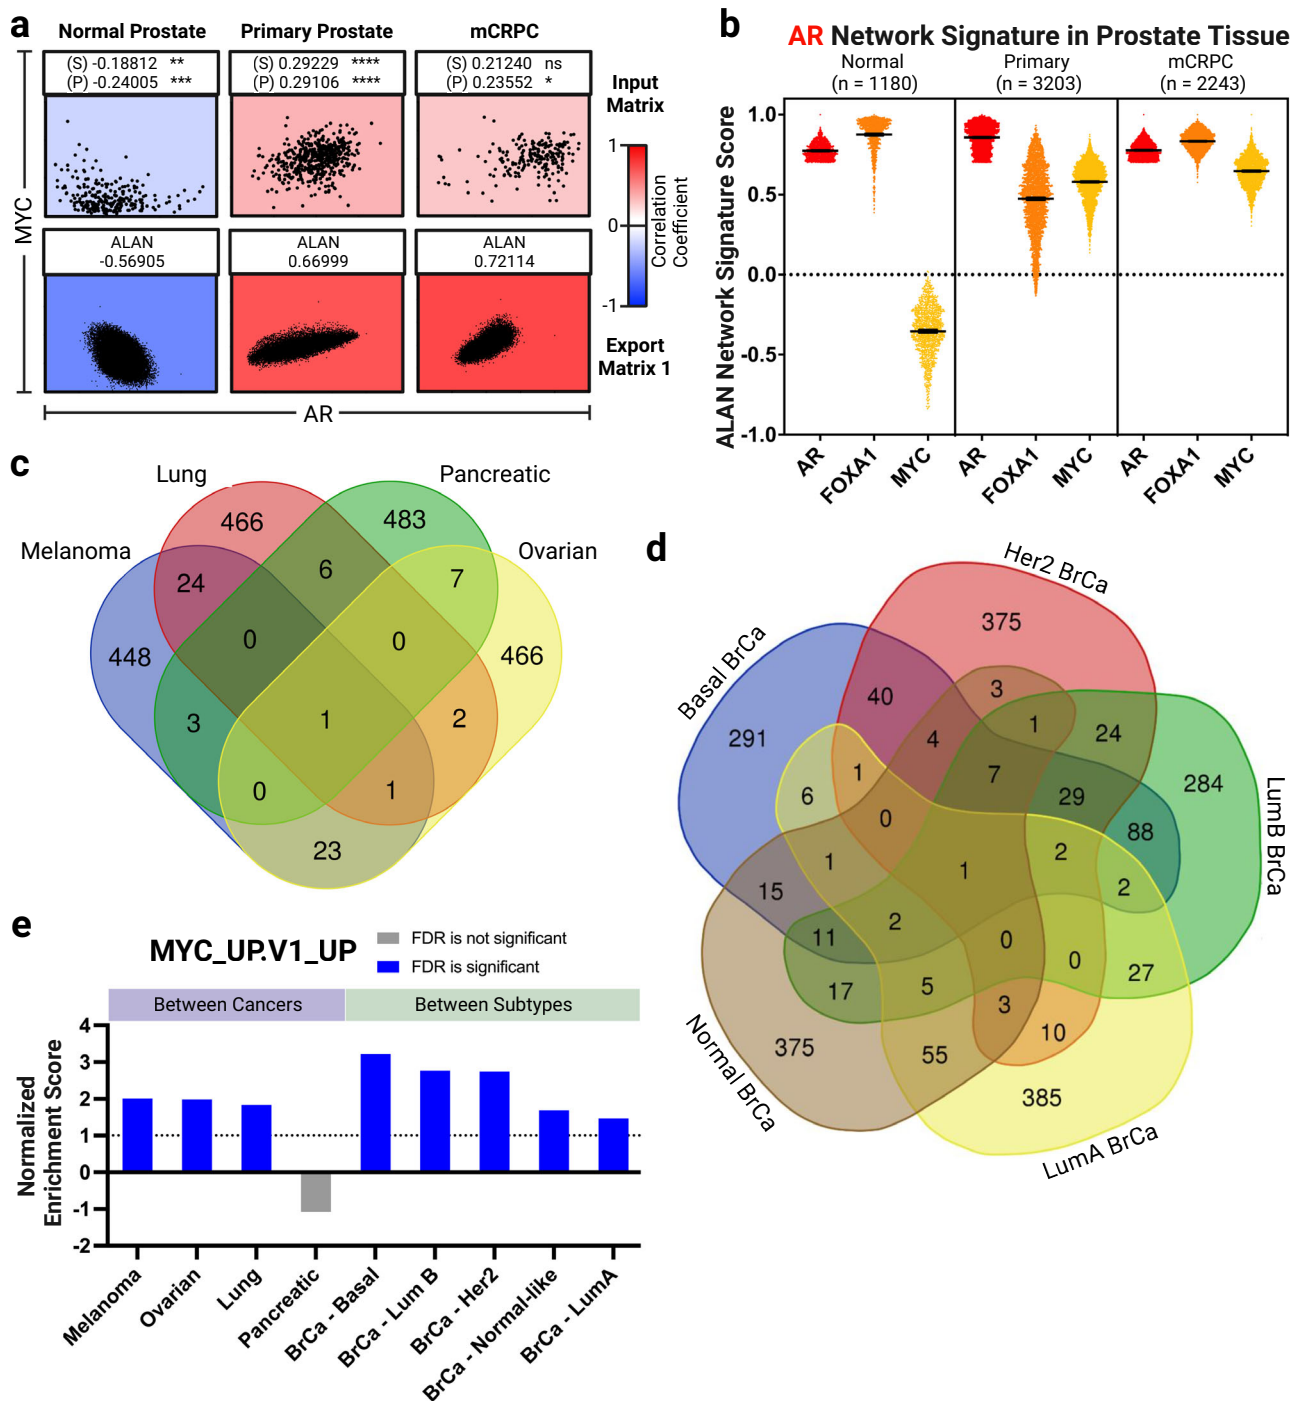 a
Normal Prostate
Primary Prostate
mCRPC
(S) -0.18812 **
(P) -0.24005 ***
(S) 0.29229 ****
(P) 0.29106 ****
(S) 0.21240 ns
(P) 0.23552 *
Input
Matrix
1
0
-1
Correlation
Coefficient
MYC
ALAN
-0.56905
ALAN
0.66999
ALAN
0.72114
Export
Matrix 1
AR
b
AR Network Signature in Prostate Tissue
Normal
(n = 1180)
Primary
(n = 3203)
mCRPC
(n = 2243)
ALAN Network Signature Score
1.0
0.5
0.0
-0.5
-1.0
AR
FOXA1
MYC
AR
FOXA1
MYC
AR
FOXA1
MYC
c
Lung
Pancreatic
Melanoma
Ovarian
466
483
24
6
7
448
0
0
466
3
1
2
0
1
23
d
Her2 BrCa
Basal BrCa
LumB BrCa
Normal BrCa
LumA BrCa
375
40
3
291
4
1
24
1
7
284
6
29
0
88
1
1
2
15
2
2
11
0
0
27
17
5
3
10
375
55
385
e
MYC_UP.V1_UP
FDR is not significant
FDR is significant
Between Cancers
Between Subtypes
Normalized
Enrichment Score
4
3
2
1
0
-1
-2
Melanoma
Ovarian
Lung
Pancreatic
BrCa - Basal
BrCa - Lum B
BrCa - Her2
BrCa - Normal-like
BrCa - LumA